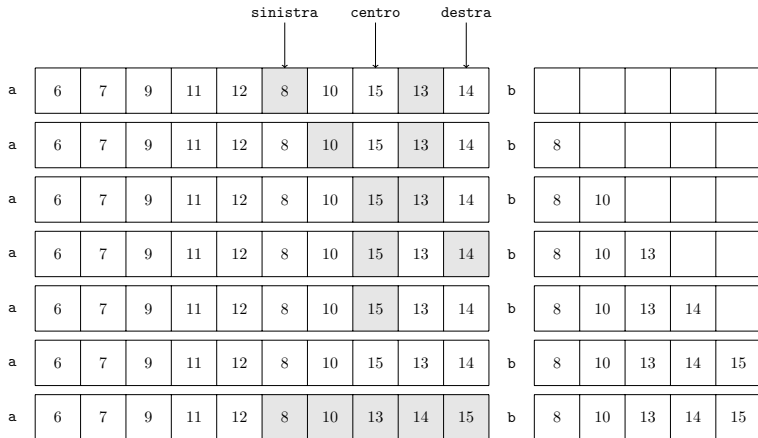 sinistra centro destra
a 6 7 9 11 12 8 10 15 13 14 b
a 6 7 9 11 12 8 10 15 13 14 b 8
a 6 7 9 11 12 8 10 15 13 14 b 8 10
a 6 7 9 11 12 8 10 15 13 14 b 8 10 13
a 6 7 9 11 12 8 10 15 13 14 b 8 10 13 14
a 6 7 9 11 12 8 10 15 13 14 b 8 10 13 14 15
a 6 7 9 11 12 8 10 13 14 15 b 8 10 13 14 15